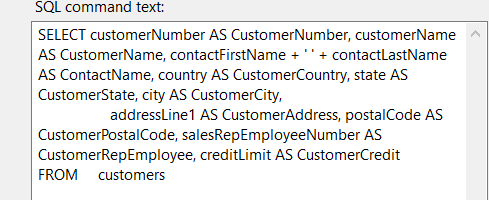 SQL command text:
SELECT customerNumber AS CustomerNumber, customerName
AS CustomerName, contactFirstName + ' ' + contactLastName
AS ContactName, country AS CustomerCountry, state AS
CustomerState, city AS CustomerCity,
addressLine1 AS CustomerAddress, postalCode AS
CustomerPostalCode, salesRepEmployeeNumber AS
CustomerRepEmployee, creditLimit AS CustomerCredit
FROM customers